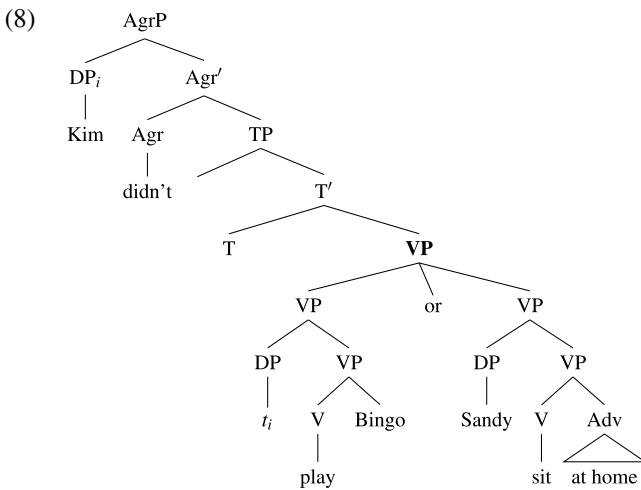 (8) AgrP
DPᵢ Agr′
Kim Agr TP
didn't T′
T VP
VP or VP
DP VP DP VP
tᵢ V Bingo Sandy V Adv
play sit at home